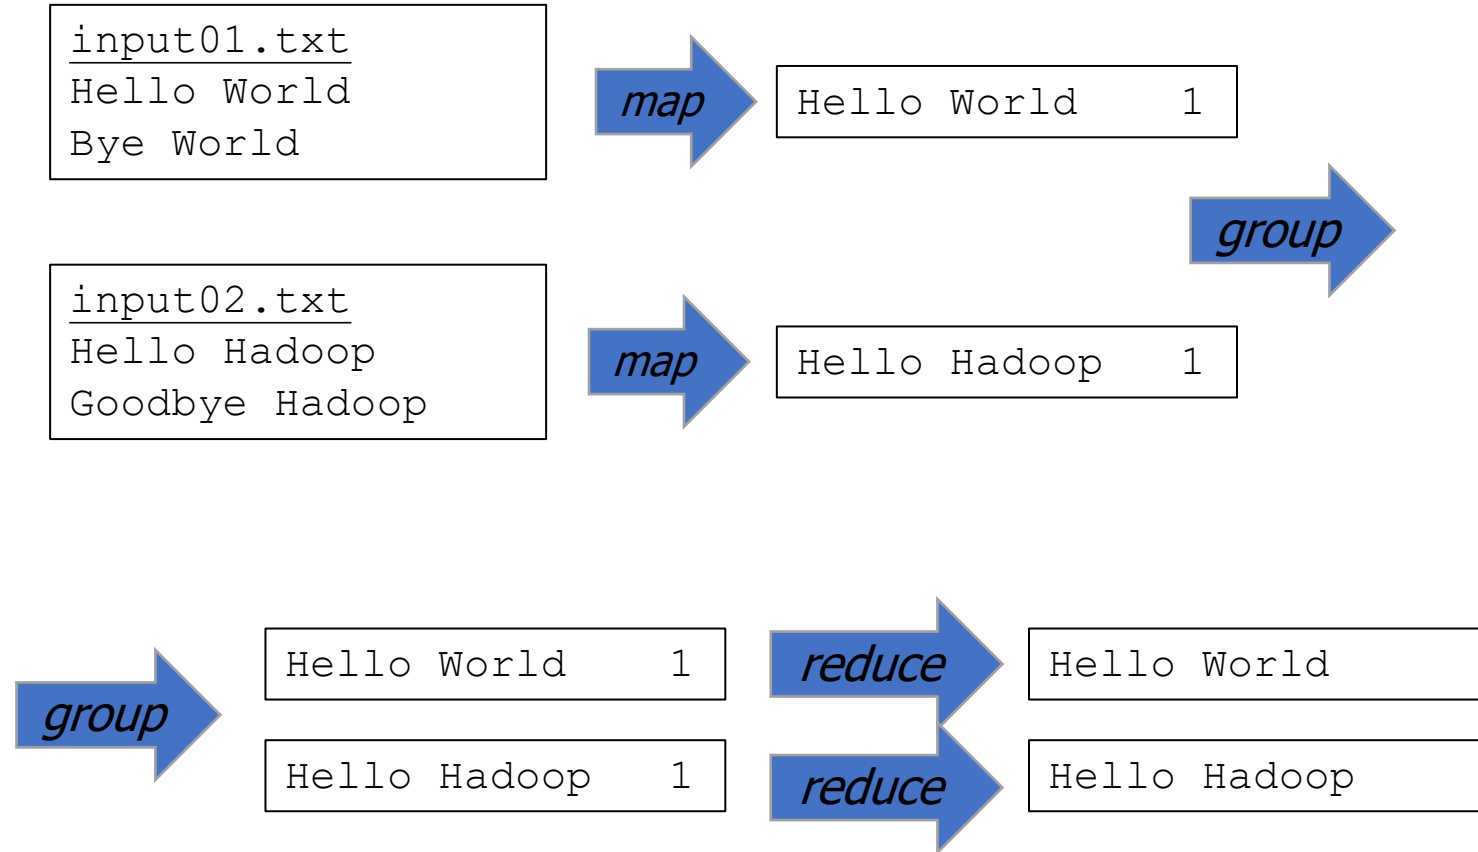 input01.txt
Hello World
Bye World
map
Hello World 1
group
input02.txt
Hello Hadoop
Goodbye Hadoop
map
Hello Hadoop 1
group
Hello World 1
reduce
Hello World
Hello Hadoop 1
reduce
Hello Hadoop